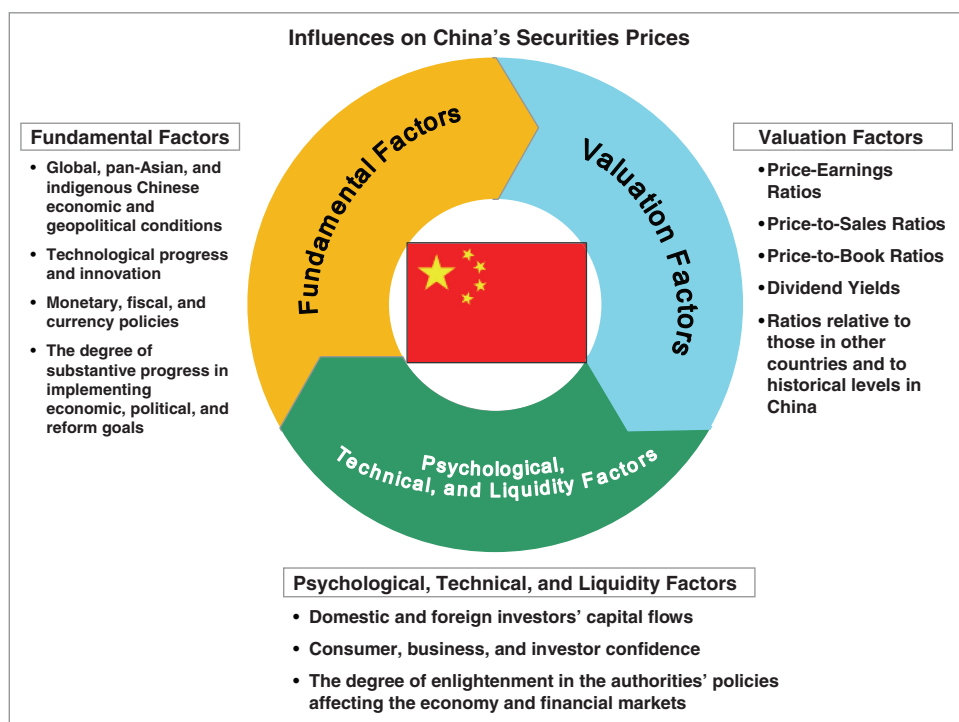 Influences on China's Securities Prices
Fundamental Factors
Valuation Factors
Psychological,
Technical, and Liquidity Factors
Fundamental Factors
• Global, pan-Asian, and
indigenous Chinese
economic and
geopolitical conditions
• Technological progress
and innovation
• Monetary, fiscal, and
currency policies
• The degree of
substantive progress in
implementing
economic, political, and
reform goals
Valuation Factors
•Price-Earnings
Ratios
•Price-to-Sales Ratios
•Price-to-Book Ratios
•Dividend Yields
•Ratios relative to
those in other
countries and to
historical levels in
China
Psychological, Technical, and Liquidity Factors
• Domestic and foreign investors' capital flows
• Consumer, business, and investor confidence
• The degree of enlightenment in the authorities' policies
affecting the economy and financial markets